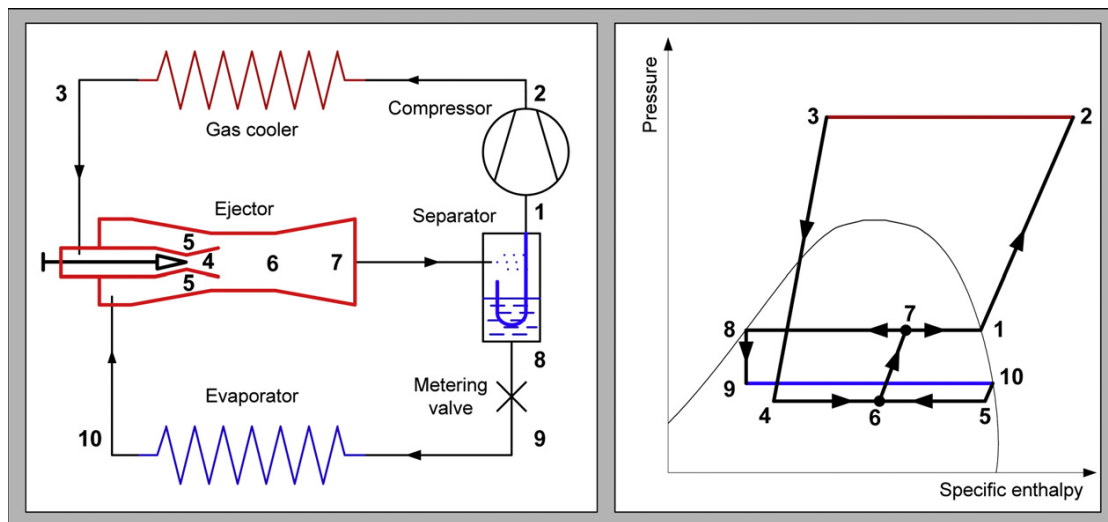 3
2
Compressor
Gas cooler
Ejector
Separator
1
5
4
6
7
5
8
Metering
valve
Evaporator
10
9
Pressure
3
2
7
8
1
10
9
4
6
5
Specific enthalpy